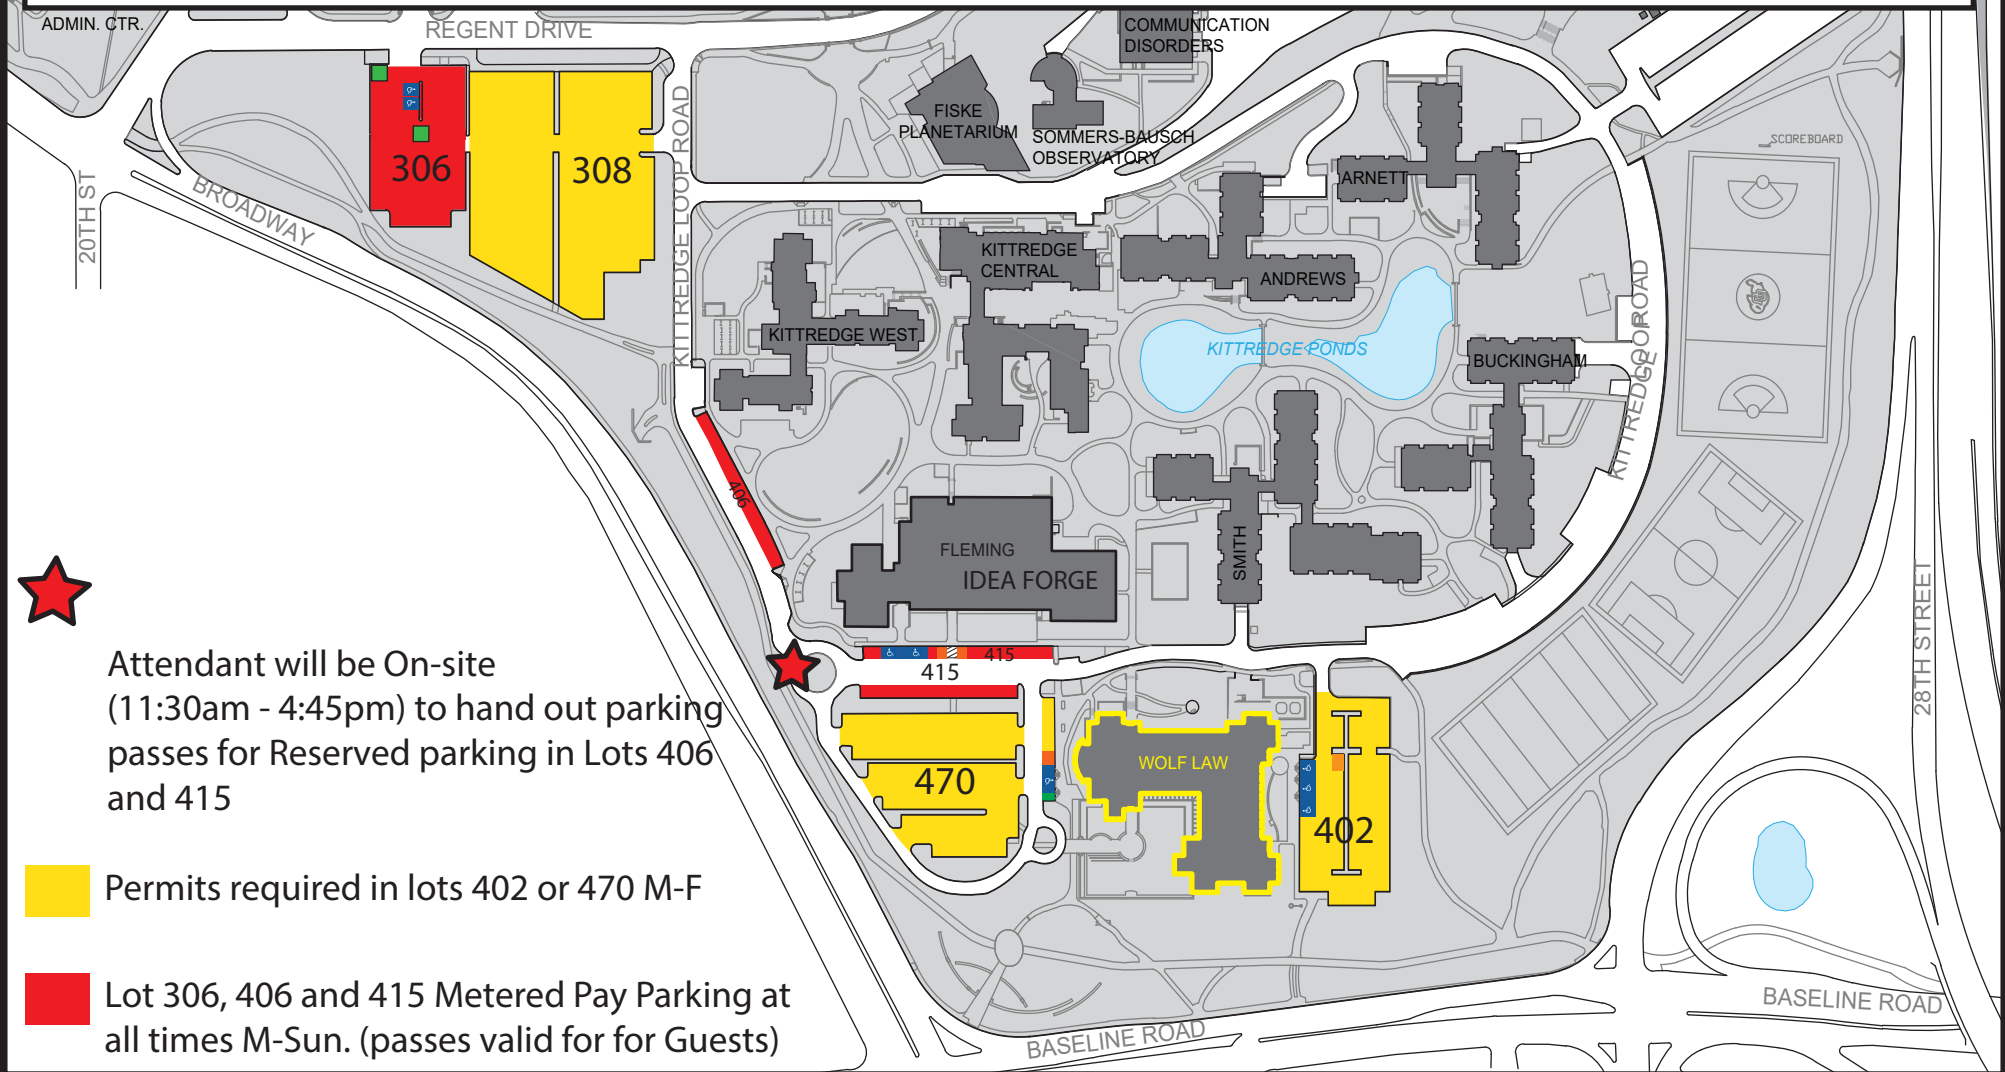 ADMIN. CTR.
REGENT DRIVE
COMMUNICATION
DISORDERS
FISKE
PLANETARIUM
SOMMERS-BAUSCH
OBSERVATORY
SCOREBOARD
306
308
KITTREDGE LOOP ROAD
ARNETT
20TH ST
BROADWAY
KITTREDGE
CENTRAL
ANDREWS
KITTREDGE WEST
KITTREDGE PONDS
BUCKINGHAM
KITTREDGE LOOP ROAD
406
FLEMING
IDEA FORGE
SMITH
28TH STREET
415
415
Attendant will be On-site
(11:30am - 4:45pm) to hand out parking
passes for Reserved parking in Lots 406
and 415
470
WOLF LAW
402
Permits required in lots 402 or 470 M-F
Lot 306, 406 and 415 Metered Pay Parking at
all times M-Sun. (passes valid for for Guests)
BASELINE ROAD
BASELINE ROAD